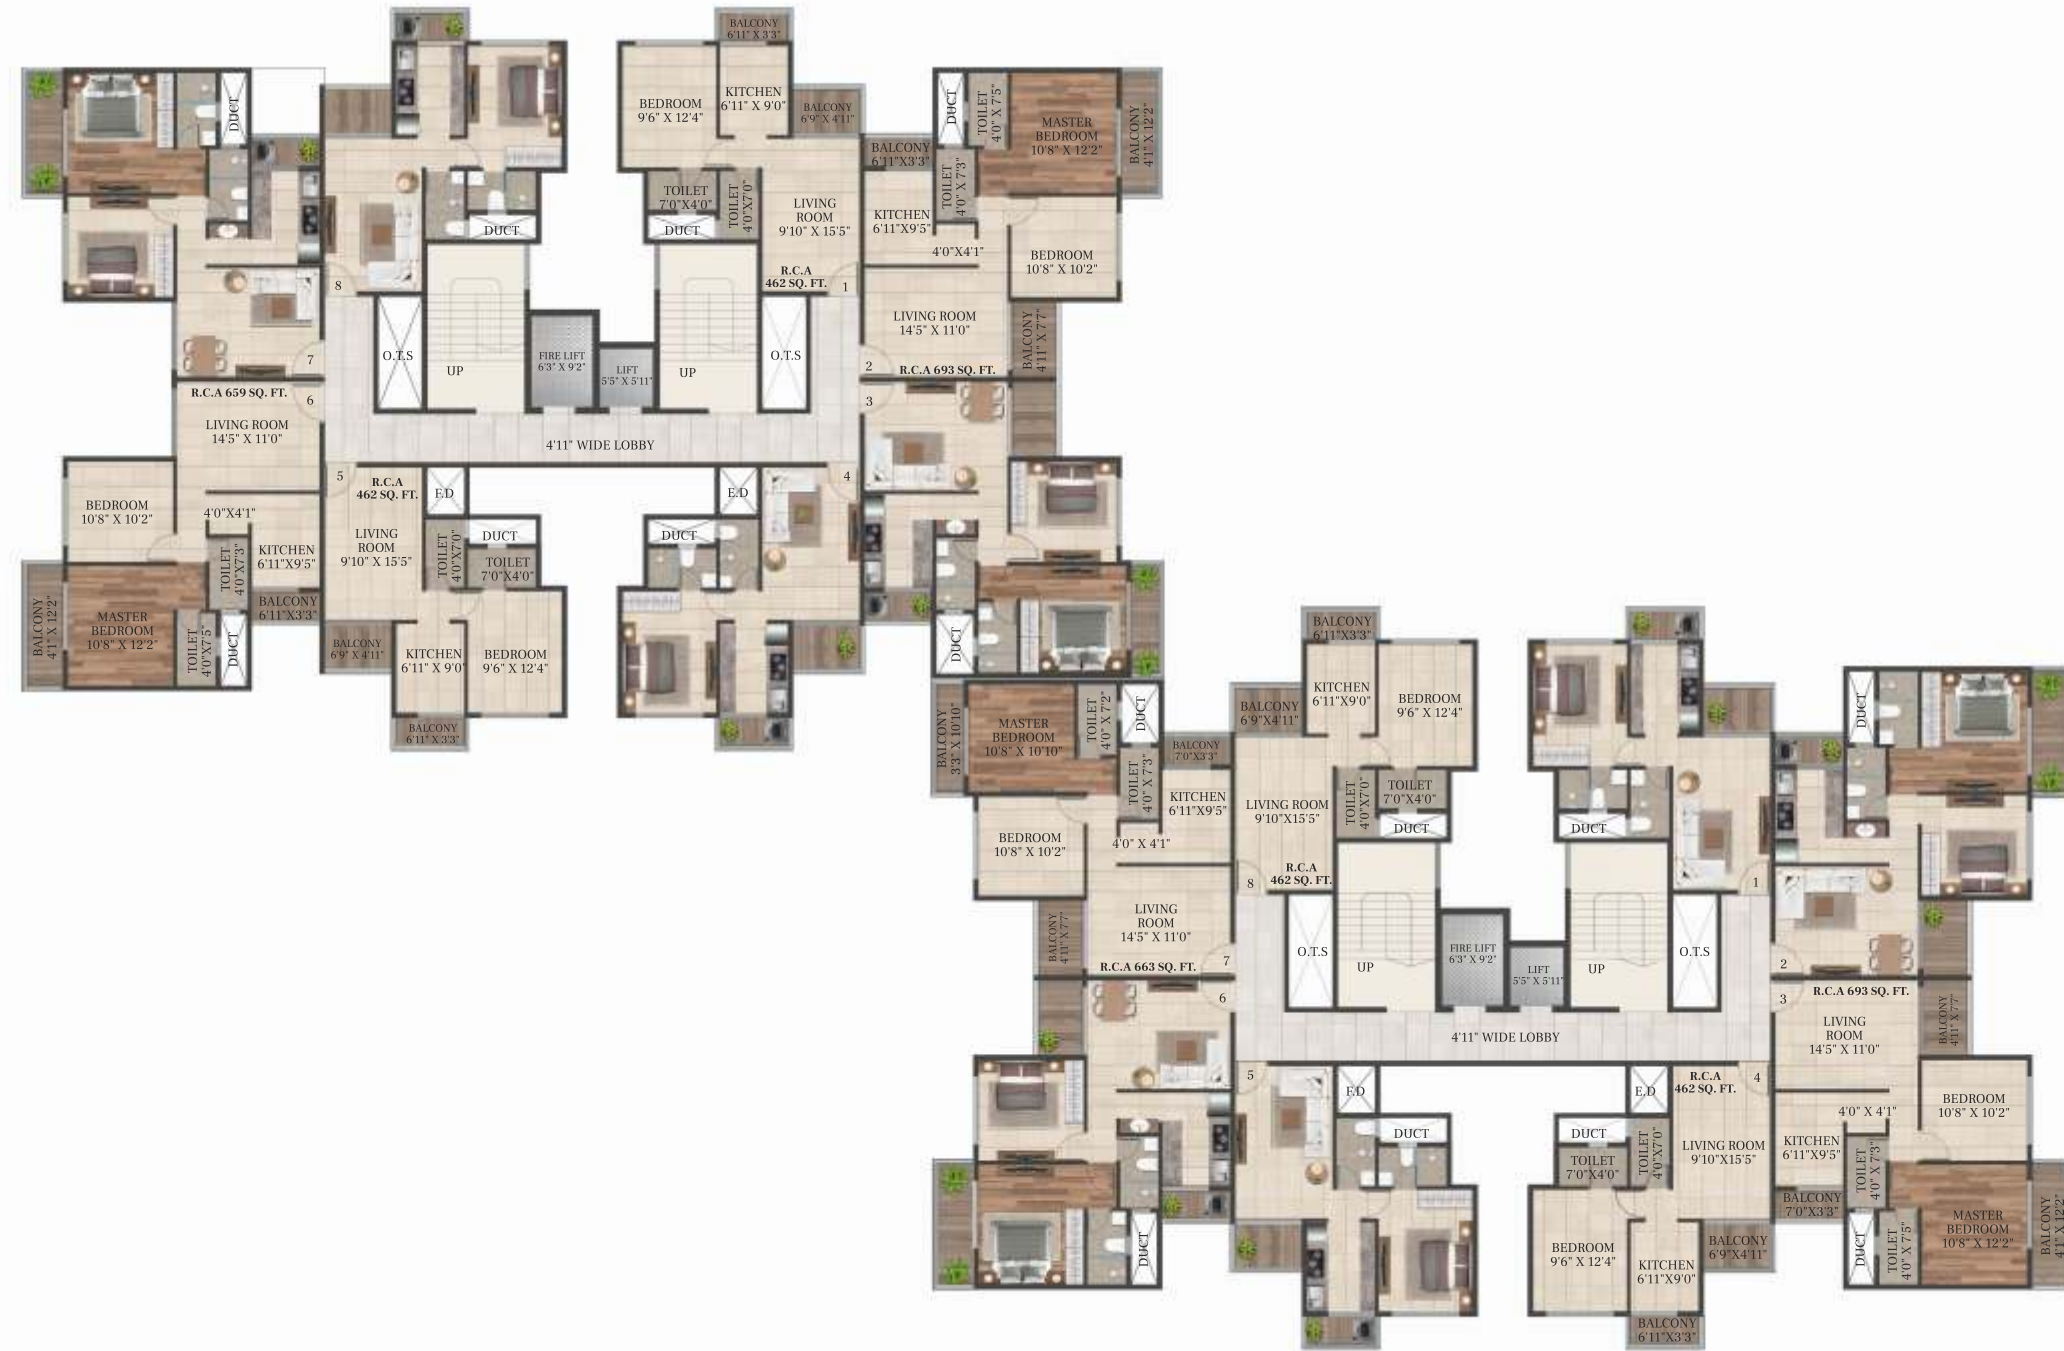 BALCONY
6'11" X 3'3"
BEDROOM
9'6" X 12'4"
KITCHEN
6'11" X 9'0"
BALCONY
6'9" X 4'11"
TOILET
7'0"X4'0"
TOILET
4'0"X7'0"
DUCT
LIVING
ROOM
9'10" X 15'5"
R.C.A
462 SQ. FT.
1
DUCT
DUCT
8
7
BALCONY
6'11"X3'3"
DUCT
TOILET
4'0" X 7'5"
MASTER
BEDROOM
10'8" X 12'2"
BALCONY
4'1" X 12'2"
TOILET
4'0" X 7'3"
KITCHEN
6'11"X9'5"
4'0"X4'1"
BEDROOM
10'8" X 10'2"
LIVING ROOM
14'5" X 11'0"
BALCONY
4'11" X 7'7"
2
R.C.A 693 SQ. FT.
3
O.T.S
UP
FIRE LIFT
6'3" X 9'2"
LIFT
5'5" X 5'11"
UP
O.T.S
4'11" WIDE LOBBY
R.C.A 659 SQ. FT.
6
LIVING ROOM
14'5" X 11'0"
BEDROOM
10'8" X 10'2"
4'0"X4'1"
TOILET
4'0"X7'3"
KITCHEN
6'11"X9'5"
BALCONY
4'1" X 12'2"
MASTER
BEDROOM
10'8" X 12'2"
TOILET
4'0"X7'5"
DUCT
BALCONY
6'11"X3'3"
5
R.C.A
462 SQ. FT.
LIVING
ROOM
9'10" X 15'5"
E.D
TOILET
4'0"X7'0"
DUCT
TOILET
7'0"X4'0"
BALCONY
6'9" X 4'11"
KITCHEN
6'11" X 9'0"
BEDROOM
9'6" X 12'4"
BALCONY
6'11" X 3'3"
E.D
4
DUCT
DUCT
BALCONY
3'3" X 10'10"
MASTER
BEDROOM
10'8" X 10'10"
TOILET
4'0" X 7'2"
DUCT
TOILET
4'0" X 7'3"
BALCONY
7'0"X3'3"
KITCHEN
6'11"X9'5"
BEDROOM
10'8" X 10'2"
4'0" X 4'1"
LIVING
ROOM
14'5" X 11'0"
BALCONY
4'11" X 7'7"
R.C.A 663 SQ. FT.
7
6
BALCONY
6'11"X3'3"
BALCONY
6'9"X4'11"
KITCHEN
6'11"X9'0"
BEDROOM
9'6" X 12'4"
LIVING ROOM
9'10"X15'5"
TOILET
4'0"X7'0"
TOILET
7'0"X4'0"
DUCT
R.C.A
462 SQ. FT.
8
O.T.S
UP
FIRE LIFT
6'3" X 9'2"
LIFT
5'5" X 5'11"
UP
O.T.S
4'11" WIDE LOBBY
DUCT
DUCT
1
2
3
R.C.A 693 SQ. FT.
LIVING
ROOM
14'5" X 11'0"
BALCONY
4'11" X 7'7"
5
E.D
DUCT
DUCT
E.D
R.C.A
462 SQ. FT.
4
DUCT
TOILET
7'0"X4'0"
TOILET
4'0"X7'0"
LIVING ROOM
9'10"X15'5"
BEDROOM
9'6" X 12'4"
KITCHEN
6'11"X9'0"
BALCONY
6'9"X4'11"
BALCONY
6'11"X3'3"
4'0" X 4'1"
KITCHEN
6'11"X9'5"
BALCONY
7'0"X3'3"
TOILET
4'0" X 7'3"
BEDROOM
10'8" X 10'2"
MASTER
BEDROOM
10'8" X 12'2"
DUCT
TOILET
4'0" X 7'5"
BALCONY
4'1" X 12'2"